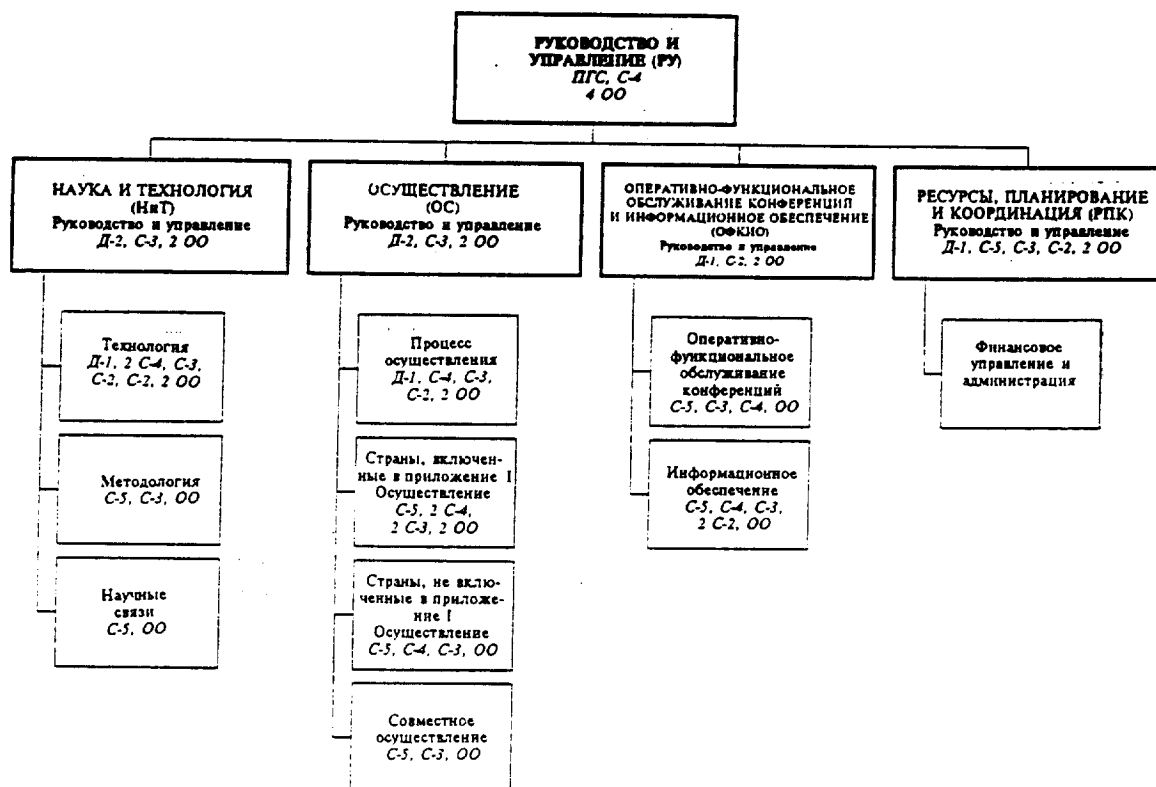 РУКОВОДСТВО И
УПРАВЛЕНИЕ (РУ)
ПГС, С-4
4 ОО
НАУКА И ТЕХНОЛОГИЯ
(НиТ)
Руководство и управление
Д-2, С-3, 2 ОО
ОСУЩЕСТВЛЕНИЕ
(ОС)
Руководство и управление
Д-2, С-3, 2 ОО
ОПЕРАТИВНО-ФУНКЦИОНАЛЬНОЕ
ОБСЛУЖИВАНИЕ КОНФЕРЕНЦИЙ
И ИНФОРМАЦИОННОЕ ОБЕСПЕЧЕНИЕ
(ОФКИО)
Руководство и управление
Д-1, С-2, 2 ОО
РЕСУРСЫ, ПЛАНИРОВАНИЕ
И КООРДИНАЦИЯ (РПК)
Руководство и управление
Д-1, С-5, С-3, С-2, 2 ОО
Технология
Д-1, 2 С-4, С-3,
С-2, С-2, 2 ОО
Методология
С-5, С-3, ОО
Научные
связи
С-5, ОО
Процесс
осуществления
Д-1, С-4, С-3,
С-2, 2 ОО
Страны, включен-
ные в приложение I
Осуществление
С-5, 2 С-4,
2 С-3, 2 ОО
Страны, не вклю-
ченные в приложе-
ние I
Осуществление
С-5, С-4, С-3, ОО
Совместное
осуществление
С-5, С-3, ОО
Оперативно-
функциональное
обслуживание
конференций
С-5, С-3, С-4, ОО
Информационное
обеспечение
С-5, С-4, С-3,
2 С-2, ОО
Финансовое
управление и
администрация